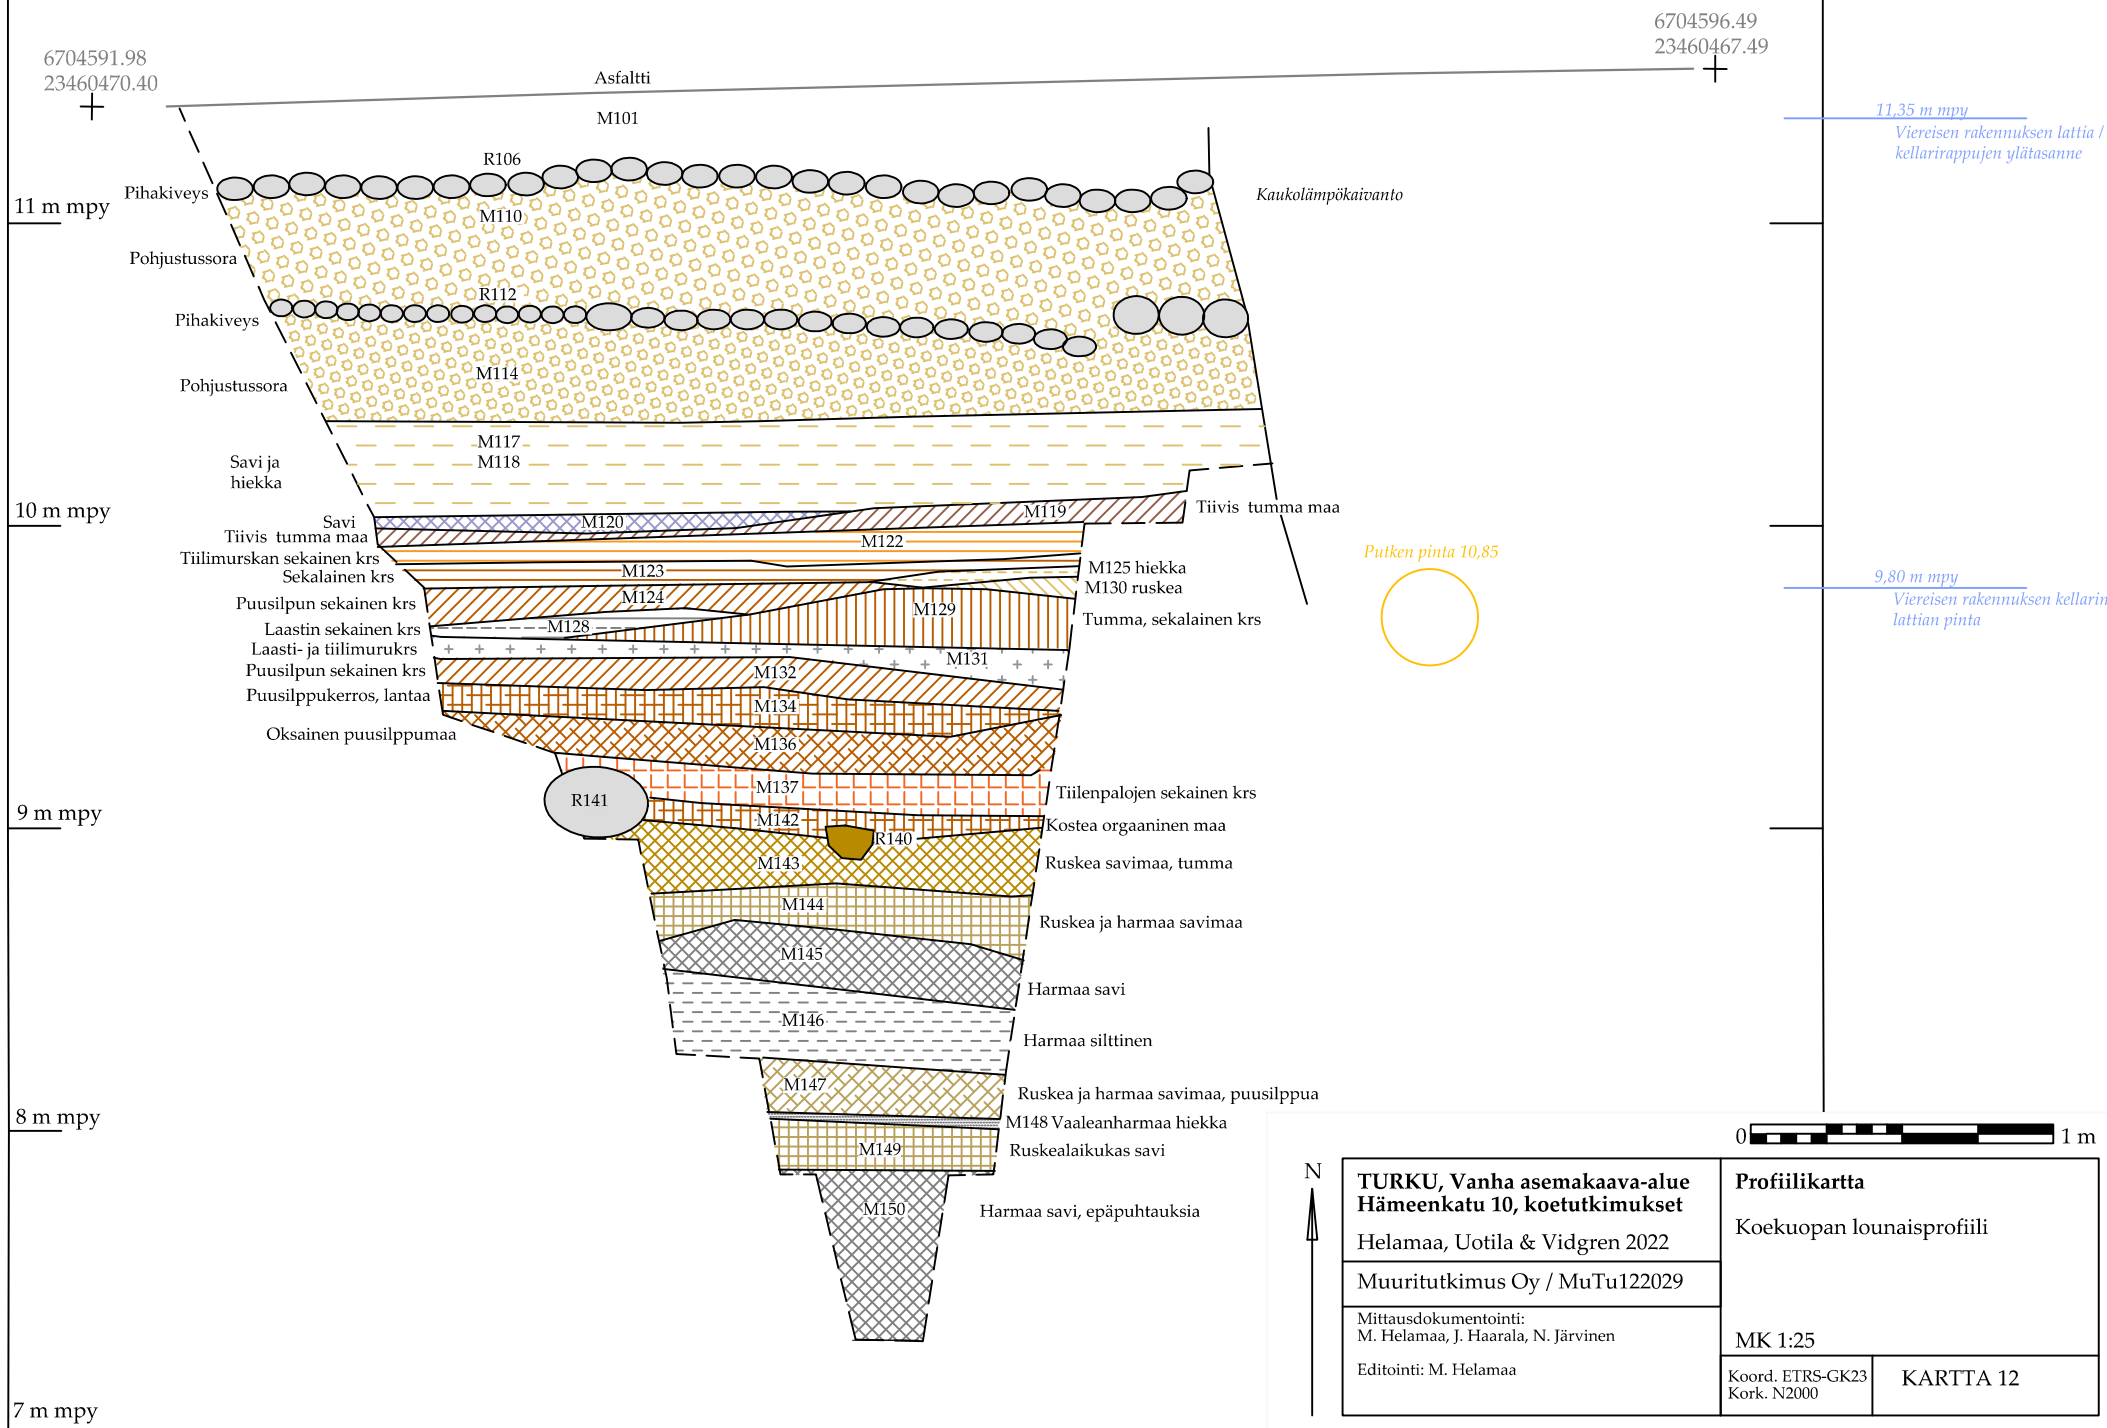 6704591.98
23460470.40
6704596.49
23460467.49
Asfaltti
M101
11,35 m mpy
Viereisen rakennuksen lattia /
kellarirappujen ylätasanne
R106
Pihakiveys
Kaukolämpökaivanto
11 m mpy
M110
Pohjustussora
R112
Pihakiveys
M114
Pohjustussora
M117
M118
Savi ja
hiekka
10 m mpy
Savi
M120
M119
Tiivis tumma maa
Tiivis tumma maa
M122
Tiilimurskan sekainen krs
Putken pinta 10,85
Sekalainen krs
M123
M125 hiekka
M130 ruskea
9,80 m mpy
Viereisen rakennuksen kellarin
lattian pinta
Puusilpun sekainen krs
M124
M129
Tumma, sekalainen krs
Laastin sekainen krs
M128
Laasti- ja tiilimurukrs
M131
Puusilpun sekainen krs
M132
Puusilppukerros, lantaa
M134
Oksainen puusilppumaa
M136
M137
Tiilenpalojen sekainen krs
R141
9 m mpy
M142
Kostea orgaaninen maa
R140
M143
Ruskea savimaa, tumma
M144
Ruskea ja harmaa savimaa
M145
Harmaa savi
M146
Harmaa silttinen
M147
Ruskea ja harmaa savimaa, puusilppua
8 m mpy
M148 Vaaleanharmaa hiekka
M149
Ruskealaikukas savi
M150
Harmaa savi, epäpuhtauksia
7 m mpy
0
1 m
N
TURKU, Vanha asemakaava-alue
Hämeenkatu 10, koetutkimukset
Helamaa, Uotila & Vidgren 2022
Muuritutkimus Oy / MuTu122029
Mittausdokumentointi:
M. Helamaa, J. Haarala, N. Järvinen
Editointi: M. Helamaa
Profiilikartta
Koekuopan lounaisprofiili
MK 1:25
Koord. ETRS-GK23
Kork. N2000
KARTTA 12